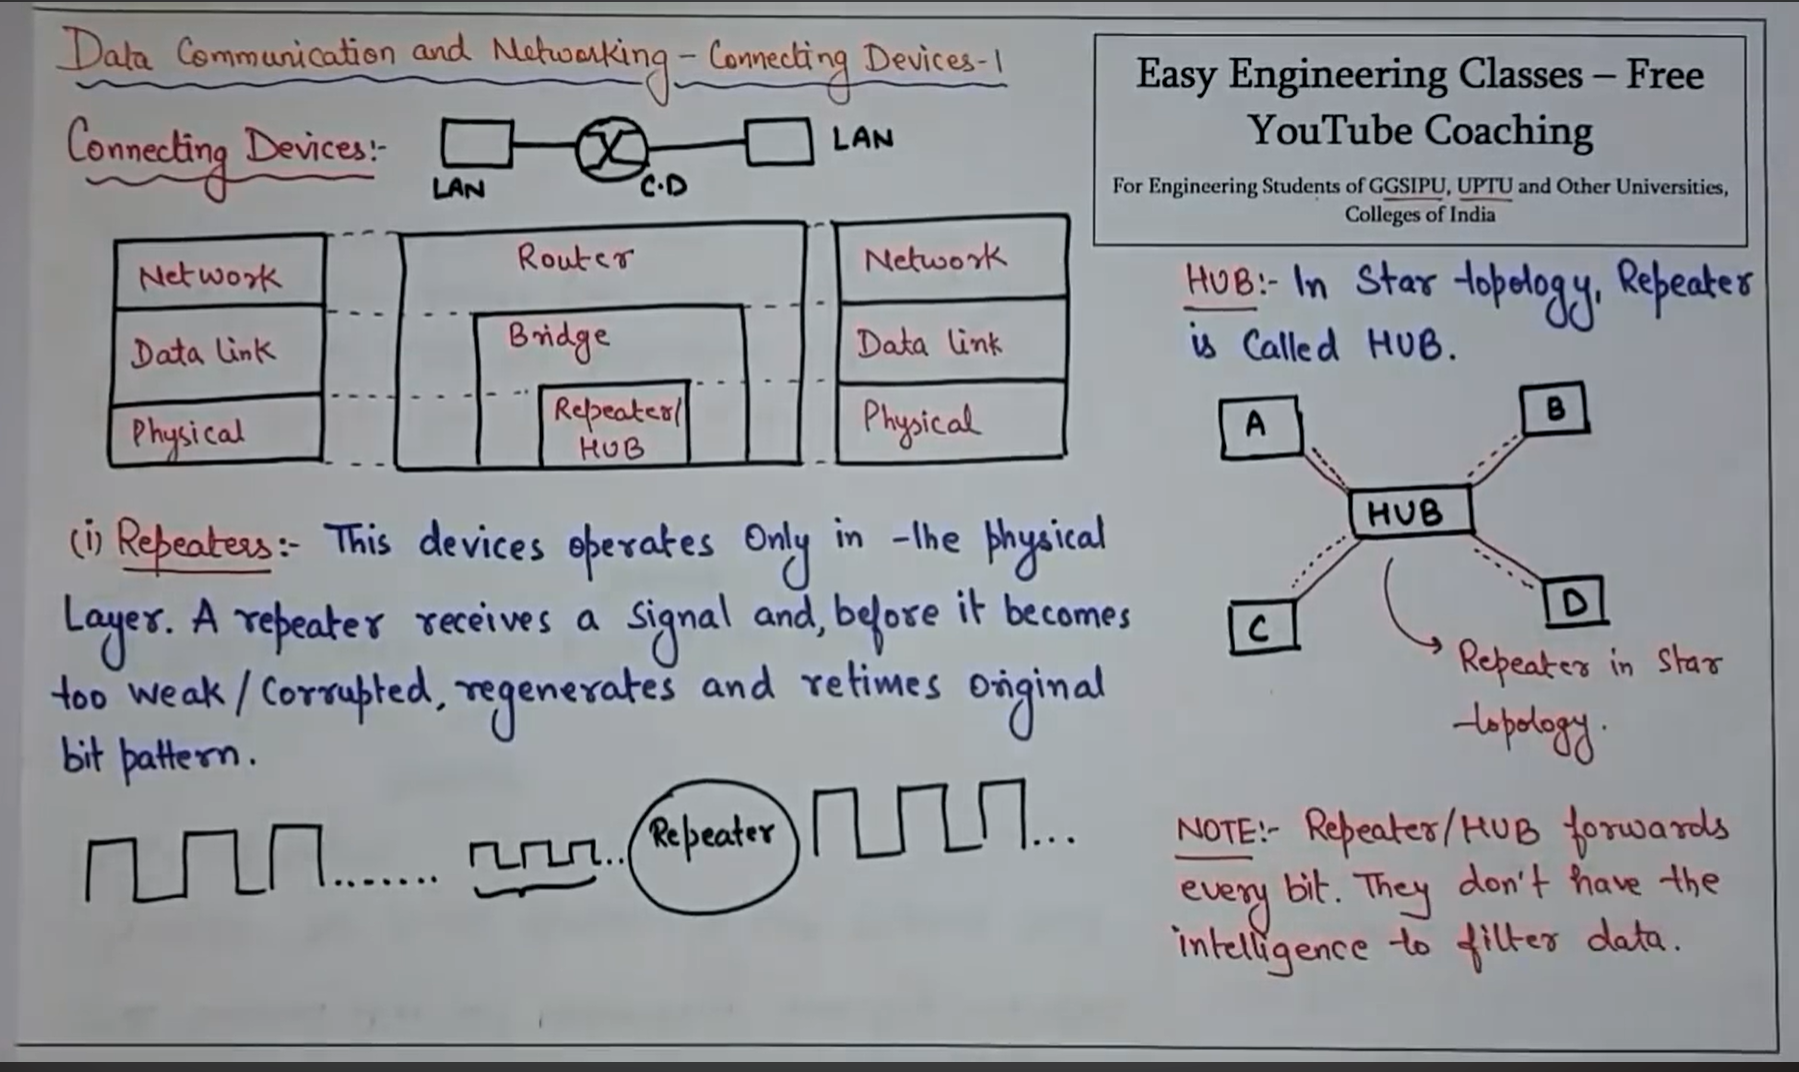 Data Communication and Networking - Connecting Devices-1
Easy Engineering Classes – Free
YouTube Coaching
For Engineering Students of GGSIPU, UPTU and Other Universities,
Colleges of India
Connecting Devices:-
LAN
C.D
LAN
Network
Data link
Physical
Router
Bridge
Repeater/
HUB
Network
Data link
Physical
(i) Repeaters:- This devices operates Only in the physical
Layer. A repeater receives a signal and, before it becomes
too weak/Corrupted, regenerates and retimes original
bit pattern.
.......
..
Repeater
...
HUB:- In Star topology, Repeater
is Called HUB.
A
B
HUB
C
D
Repeater in star
topology.
NOTE:- Repeater/HUB forwards
every bit. They don't have the
intelligence to filter data.